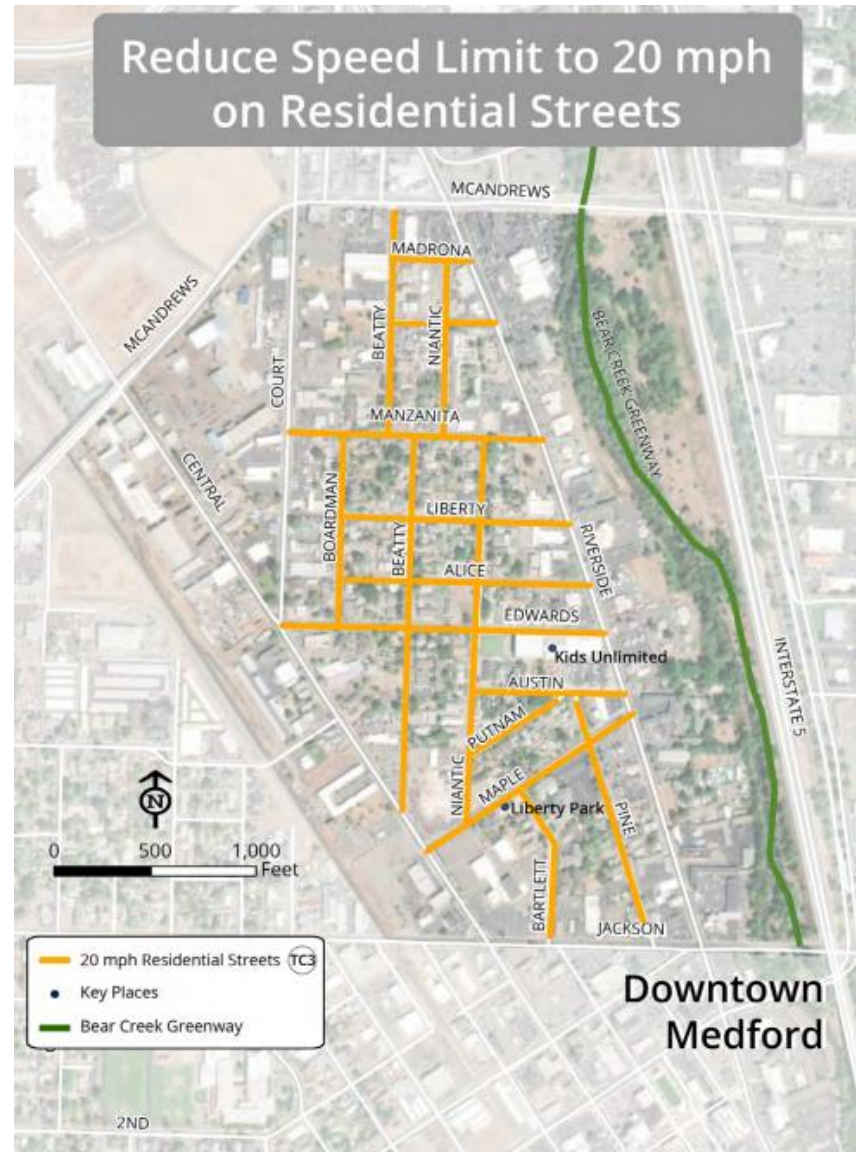 Reduce Speed Limit to 20 mph
on Residential Streets
MCANDREWS
MADRONA
MCANDREWS
BEATTY
NIANTIC
COURT
BEAR CREEK GREENWAY
MANZANITA
CENTRAL
BOARDMAN
LIBERTY
BEATTY
RIVERSIDE
ALICE
EDWARDS
Kids Unlimited
INTERSTATE 5
AUSTIN
PUTNAM
NIANTIC
MAPLE
Liberty Park
PINE
N
0 500 1,000
Feet
BARTLETT
JACKSON
20 mph Residential Streets TC3
Key Places
Bear Creek Greenway
Downtown
Medford
2ND